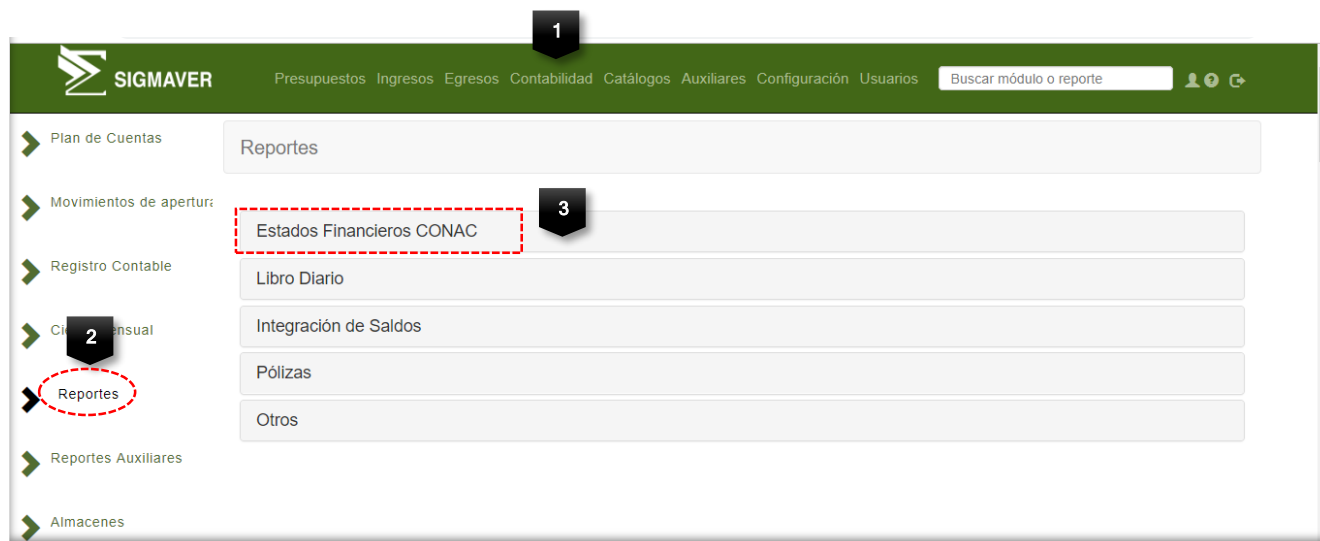 1
SIGMAVER
Presupuestos Ingresos Egresos Contabilidad Catálogos Auxiliares Configuración Usuarios
Buscar módulo o reporte
Plan de Cuentas
Movimientos de apertura
Registro Contable
2
Reportes
Reportes Auxiliares
Almacenes
Reportes
3
Estados Financieros CONAC
Libro Diario
Integración de Saldos
Pólizas
Otros